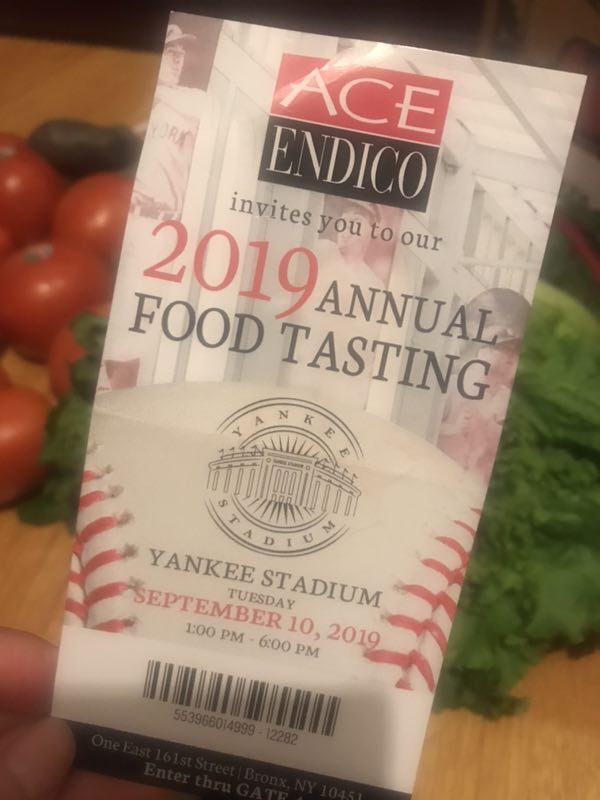 ACE
ENDICO
invites you to our
2019 ANNUAL
FOOD TASTING
YANKEE
STADIUM
YANKEE STADIUM
TUESDAY
SEPTEMBER 10, 2019
1:00 PM - 6:00 PM
553966014999 - 12282
One East 161st Street | Bronx, NY 10451
Enter thru GATE